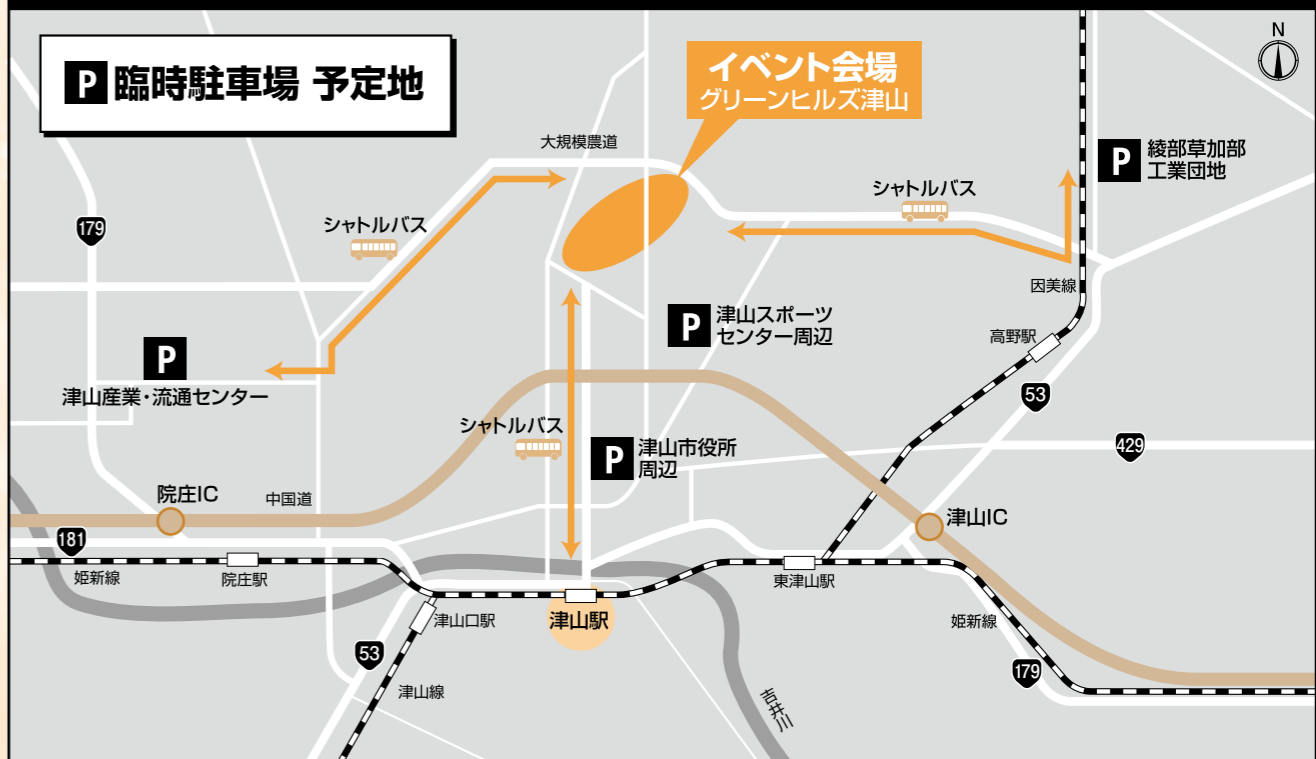 P 臨時駐車場 予定地
N
イベント会場
グリーンヒルズ津山
大規模農道
P 綾部草加部
工業団地
シャトルバス
179
シャトルバス
因美線
P 津山スポーツ
センター周辺
高野駅
P
津山産業・流通センター
53
シャトルバス
P 津山市役所
周辺
429
院庄IC
中国道
津山IC
181
姫新線
院庄駅
東津山駅
津山口駅
津山駅
姫新線
53
179
津山線
吉井川